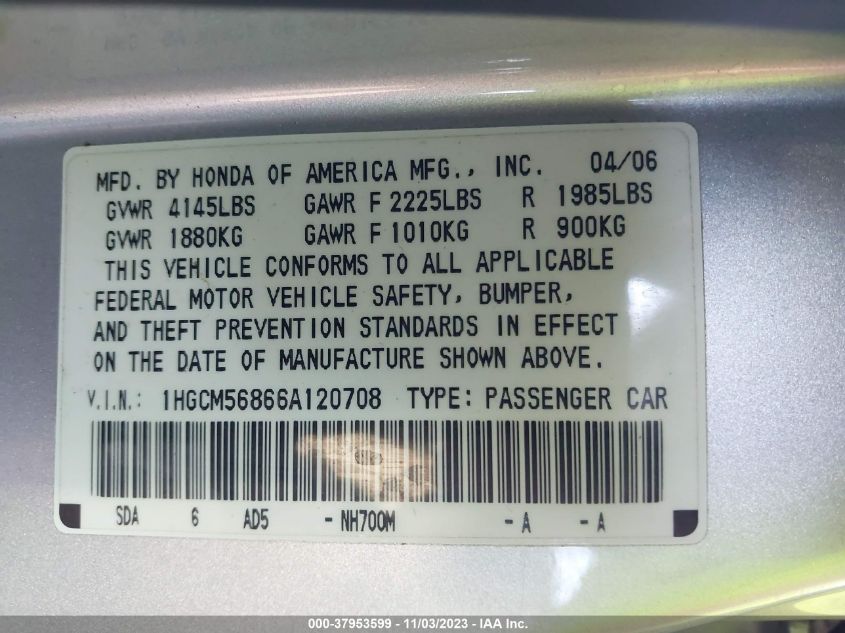 MFD. BY HONDA OF AMERICA MFG., INC. 04/06
GVWR 4145LBS GAWR F 2225LBS R 1985LBS
GVWR 1880KG GAWR F 1010KG R 900KG
THIS VEHICLE CONFORMS TO ALL APPLICABLE
FEDERAL MOTOR VEHICLE SAFETY, BUMPER,
AND THEFT PREVENTION STANDARDS IN EFFECT
ON THE DATE OF MANUFACTURE SHOWN ABOVE.
V.I.N.: 1HGCM56866A120708 TYPE: PASSENGER CAR
SDA 6 AD5 - NH700M - A - A
000-37953599 - 11/03/2023 - IAA Inc.